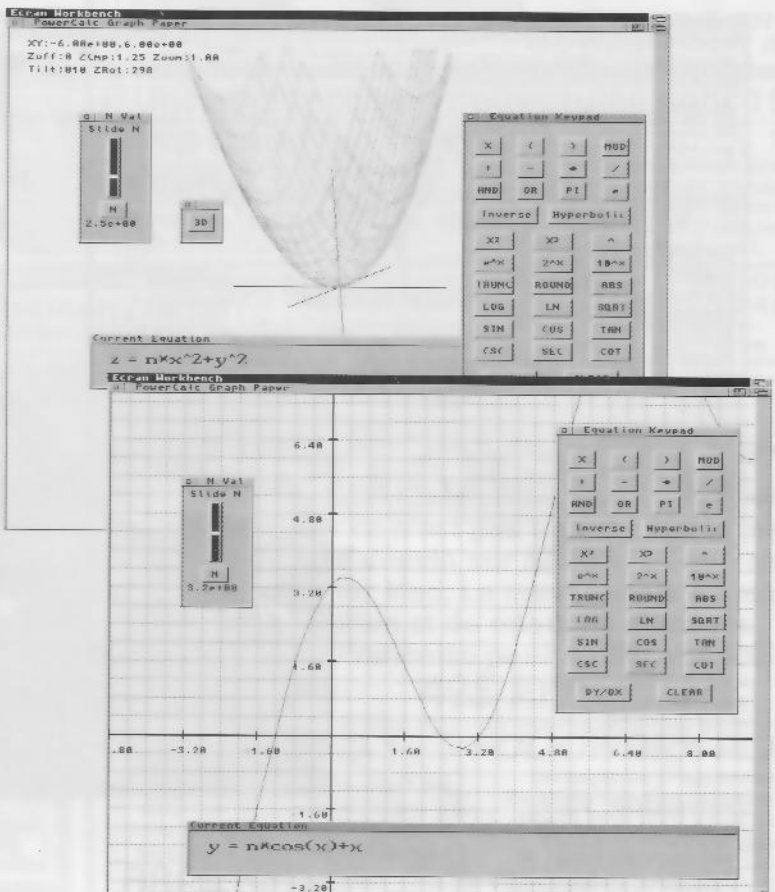 Ecran Workbench
PowerCalc Graph Paper
XY:-6.00e+00,6.00e+00
Zoff:0 ZCmp:1.25 Zoom:1.00
Tilt:010 ZRot:298
N Val
Slide N
N
2.5e+00
3D
Equation Keypad
X ( ) MOD
+ - * /
AND OR PI e
Inverse Hyperbolic
X² X³ ^
e^X 2^X 10^X
TRUNC ROUND ABS
LOG LN SQRT
SIN COS TAN
CSC SEC COT
Current Equation
z = n*x^2+y^2
Ecran Workbench
PowerCalc Graph Paper
N Val
Slide N
N
3.2e+00
Equation Keypad
X ( ) MOD
+ - * /
AND OR PI e
Inverse Hyperbolic
X² X³ ^
e^X 2^X 10^X
TRUNC ROUND ABS
LOG LN SQRT
SIN COS TAN
CSC SEC COT
DY/DX CLEAR
6.40
4.80
3.20
1.60
.80 -3.20 -1.60 1.60 3.20 4.80 6.40 8.00
-1.60
Current Equation
y = n*cos(x)+x
-3.20